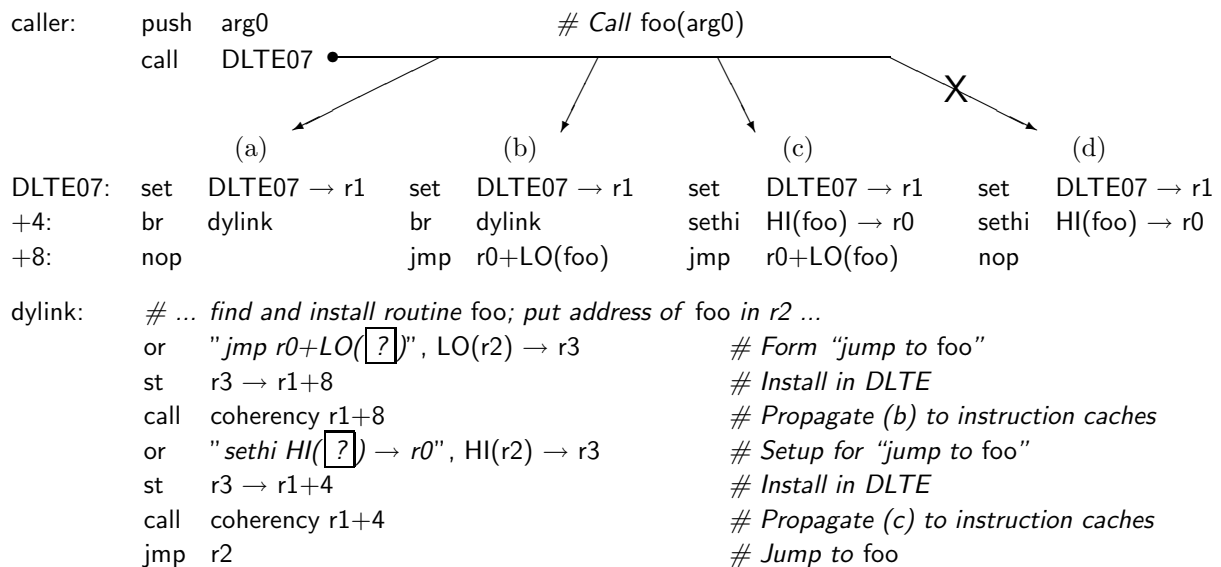 caller: push arg0 # Call foo(arg0)
call DLTE07
X
(a) (b) (c) (d)
DLTE07: set DLTE07 → r1 set DLTE07 → r1 set DLTE07 → r1 set DLTE07 → r1
+4: br dylink br dylink sethi HI(foo) → r0 sethi HI(foo) → r0
+8: nop jmp r0+LO(foo) jmp r0+LO(foo) nop
dylink: # ... find and install routine foo; put address of foo in r2 ...
or "jmp r0+LO( ? )", LO(r2) → r3 # Form “jump to foo”
st r3 → r1+8 # Install in DLTE
call coherency r1+8 # Propagate (b) to instruction caches
or "sethi HI( ? ) → r0", HI(r2) → r3 # Setup for “jump to foo”
st r3 → r1+4 # Install in DLTE
call coherency r1+4 # Propagate (c) to instruction caches
jmp r2 # Jump to foo